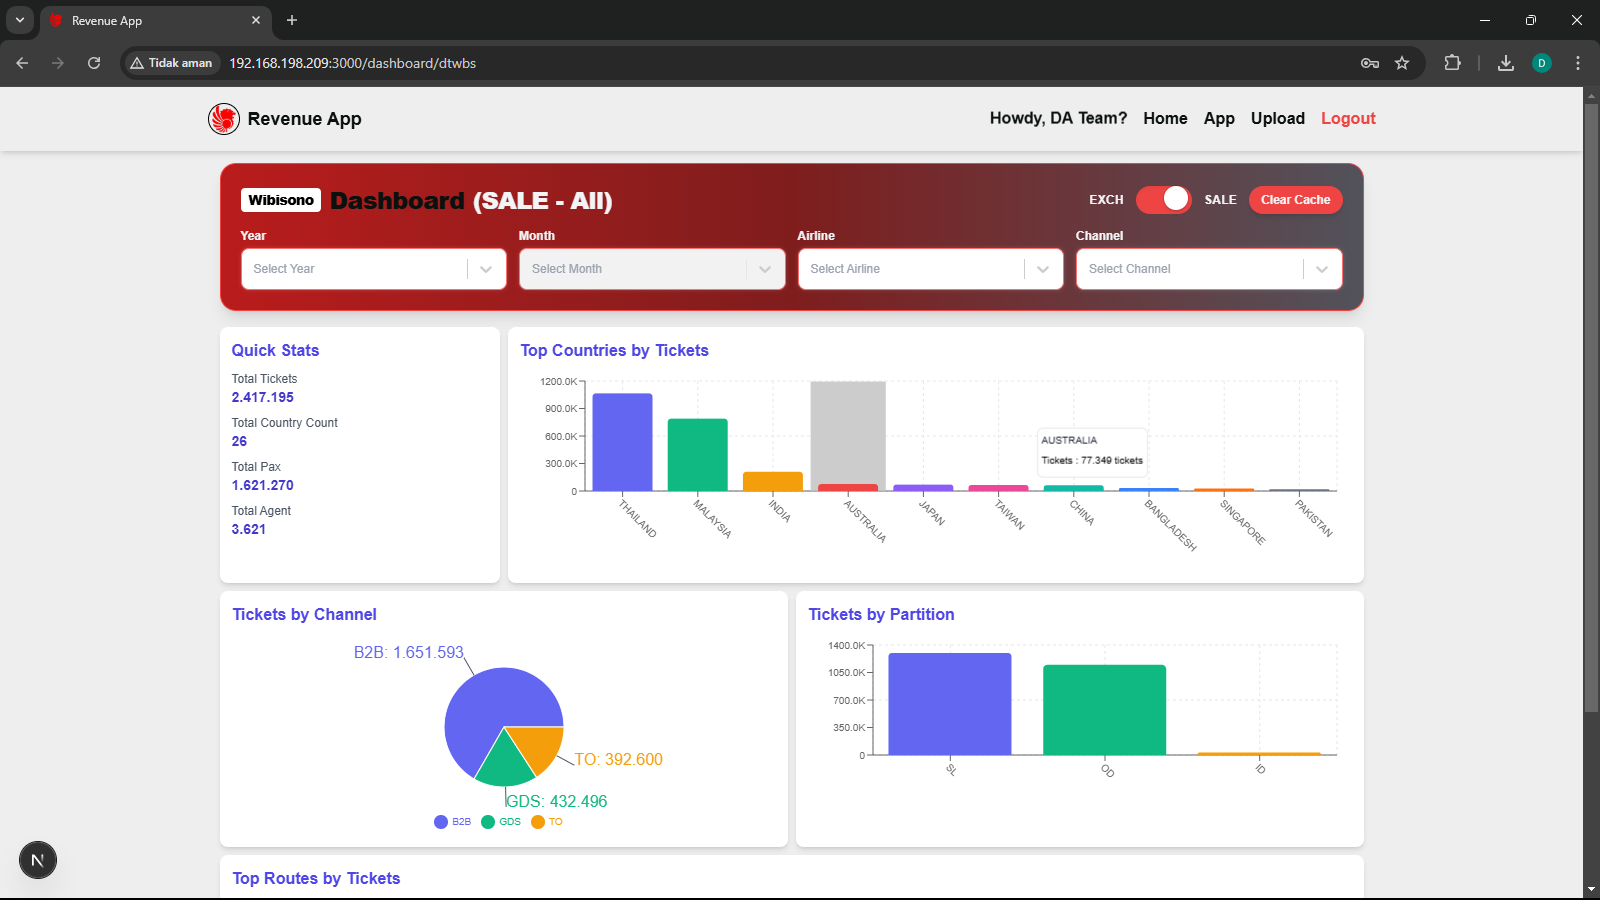 Revenue App
Tidak aman
192.168.198.209:3000/dashboard/dtwbs
D
Revenue App
Howdy, DA Team?
Home
App
Upload
Logout
Wibisono Dashboard (SALE - All)
EXCH
SALE
Clear Cache
Year
Month
Airline
Channel
Select Year
Select Month
Select Airline
Select Channel
Quick Stats
Total Tickets
2.417.195
Total Country Count
26
Total Pax
1.621.270
Total Agent
3.621
Top Countries by Tickets
1200.0K
900.0K
600.0K
300.0K
0
AUSTRALIA
Tickets : 77.349 tickets
THAILAND
MALAYSIA
INDIA
AUSTRALIA
JAPAN
TAIWAN
CHINA
BANGLADESH
SINGAPORE
PAKISTAN
Tickets by Channel
B2B: 1.651.593
TO: 392.600
GDS: 432.496
B2B
GDS
TO
Tickets by Partition
1400.0K
1050.0K
700.0K
350.0K
0
SL
OD
ID
N
Top Routes by Tickets